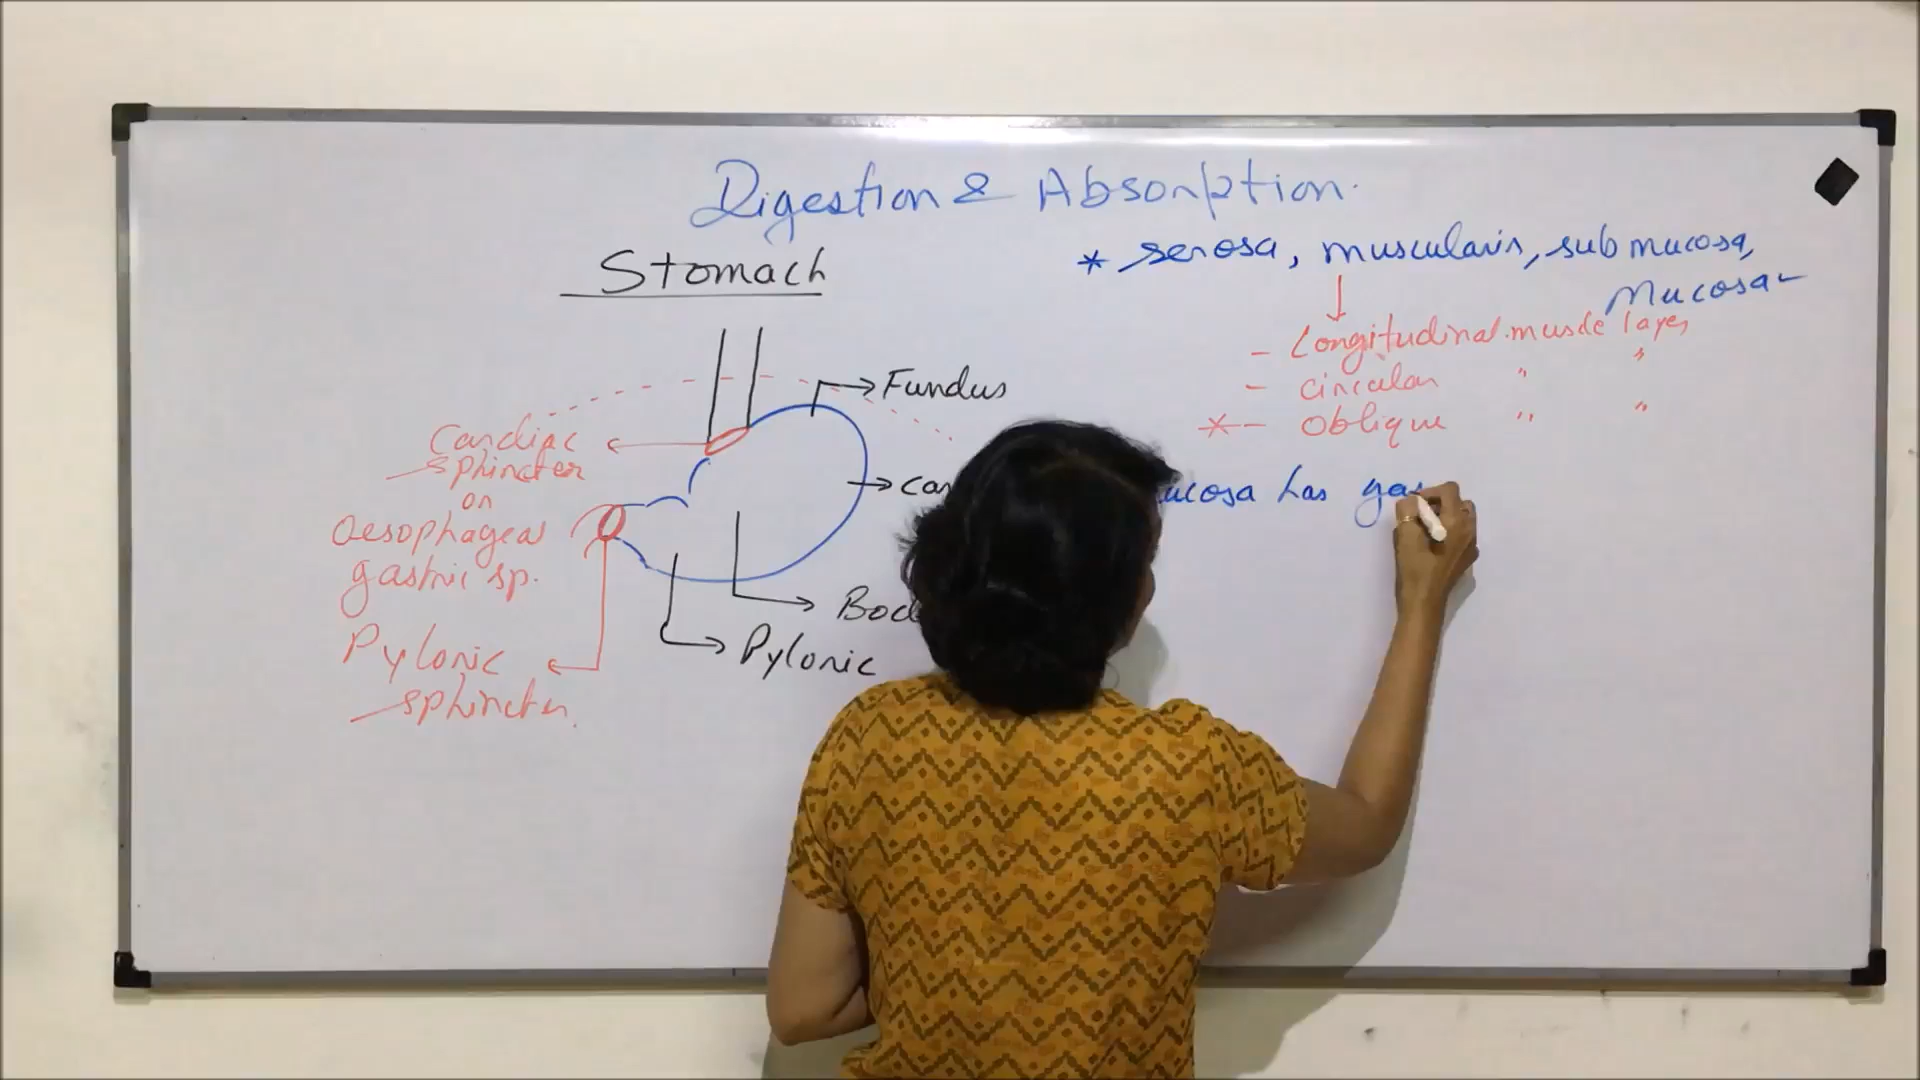 Digestion & Absorption.
Stomach
* serosa, muscularis, sub mucosa,
Mucosa
- Longitudinal muscle layer
- circular " "
*- oblique " "
ucosa has gas
Fundus
Car
Body
Pyloric
Cardiac
sphincter
or
Oesophageal
gastric sp.
Pyloric
sphincter.